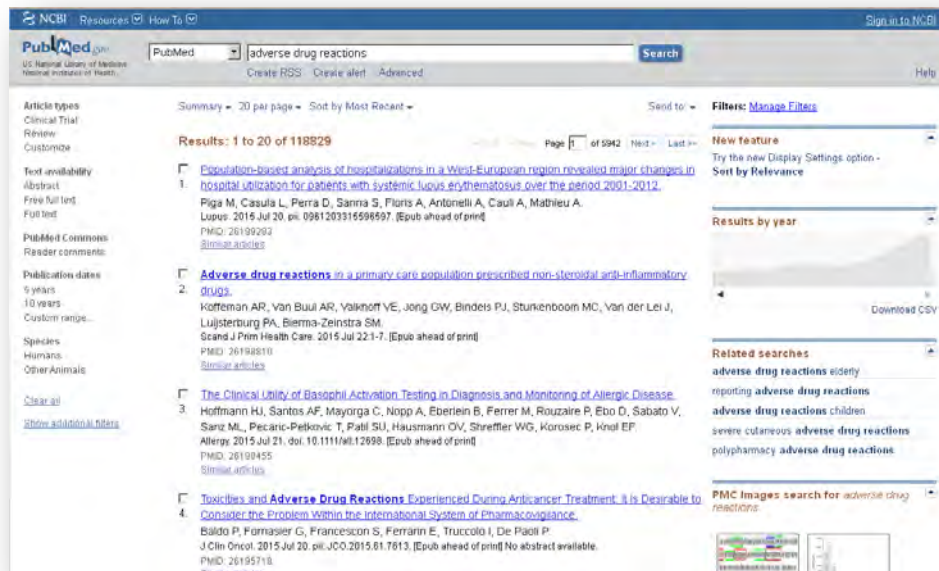 NCBI Resources How To Sign in to NCBI
PubMed.gov
US National Library of Medicine
National Institutes of Health
PubMed adverse drug reactions Search
Create RSS Create alert Advanced Help
Article types
Clinical Trial
Review
Customize ...
Text availability
Abstract
Free full text
Full text
PubMed Commons
Reader comments
Publication dates
5 years
10 years
Custom range...
Species
Humans
Other Animals
Clear all
Show additional filters
Summary 20 per page Sort by Most Recent Send to:
Results: 1 to 20 of 118829
Page 1 of 5942 Next > Last >>
Population-based analysis of hospitalizations in a West-European region revealed major changes in
1. hospital utilization for patients with systemic lupus erythematosus over the period 2001-2012.
Piga M, Casula L, Perra D, Sanna S, Floris A, Antonelli A, Cauli A, Mathieu A.
Lupus. 2015 Jul 20. pii: 0961203315596597. [Epub ahead of print]
PMID: 26199283
Similar articles
Adverse drug reactions in a primary care population prescribed non-steroidal anti-inflammatory
2. drugs.
Koffeman AR, Van Buul AR, Valkhoff VE, Jong GW, Bindels PJ, Sturkenboom MC, Van der Lei J,
Luijsterburg PA, Bierma-Zeinstra SM.
Scand J Prim Health Care. 2015 Jul 22:1-7. [Epub ahead of print]
PMID: 26198810
Similar articles
The Clinical Utility of Basophil Activation Testing in Diagnosis and Monitoring of Allergic Disease.
3. Hoffmann HJ, Santos AF, Mayorga C, Nopp A, Eberlein B, Ferrer M, Rouzaire P, Ebo D, Sabato V,
Sanz ML, Pecaric-Petkovic T, Patil SU, Hausmann OV, Shreffler WG, Korosec P, Knol EF.
Allergy. 2015 Jul 21. doi: 10.1111/all.12698. [Epub ahead of print]
PMID: 26198455
Similar articles
Toxicities and Adverse Drug Reactions Experienced During Anticancer Treatment: It is Desirable to
4. Consider the Problem Within the International System of Pharmacovigilance.
Baldo P, Fornasier G, Francescon S, Ferrarin E, Truccolo I, De Paoli P.
J Clin Oncol. 2015 Jul 20. pii: JCO.2015.61.7613. [Epub ahead of print] No abstract available.
PMID: 26195718
Filters: Manage Filters
New feature
Try the new Display Settings option -
Sort by Relevance
Results by year
Download CSV
Related searches
adverse drug reactions elderly
reporting adverse drug reactions
adverse drug reactions children
severe cutaneous adverse drug reactions
polypharmacy adverse drug reactions
PMC Images search for adverse drug
reactions